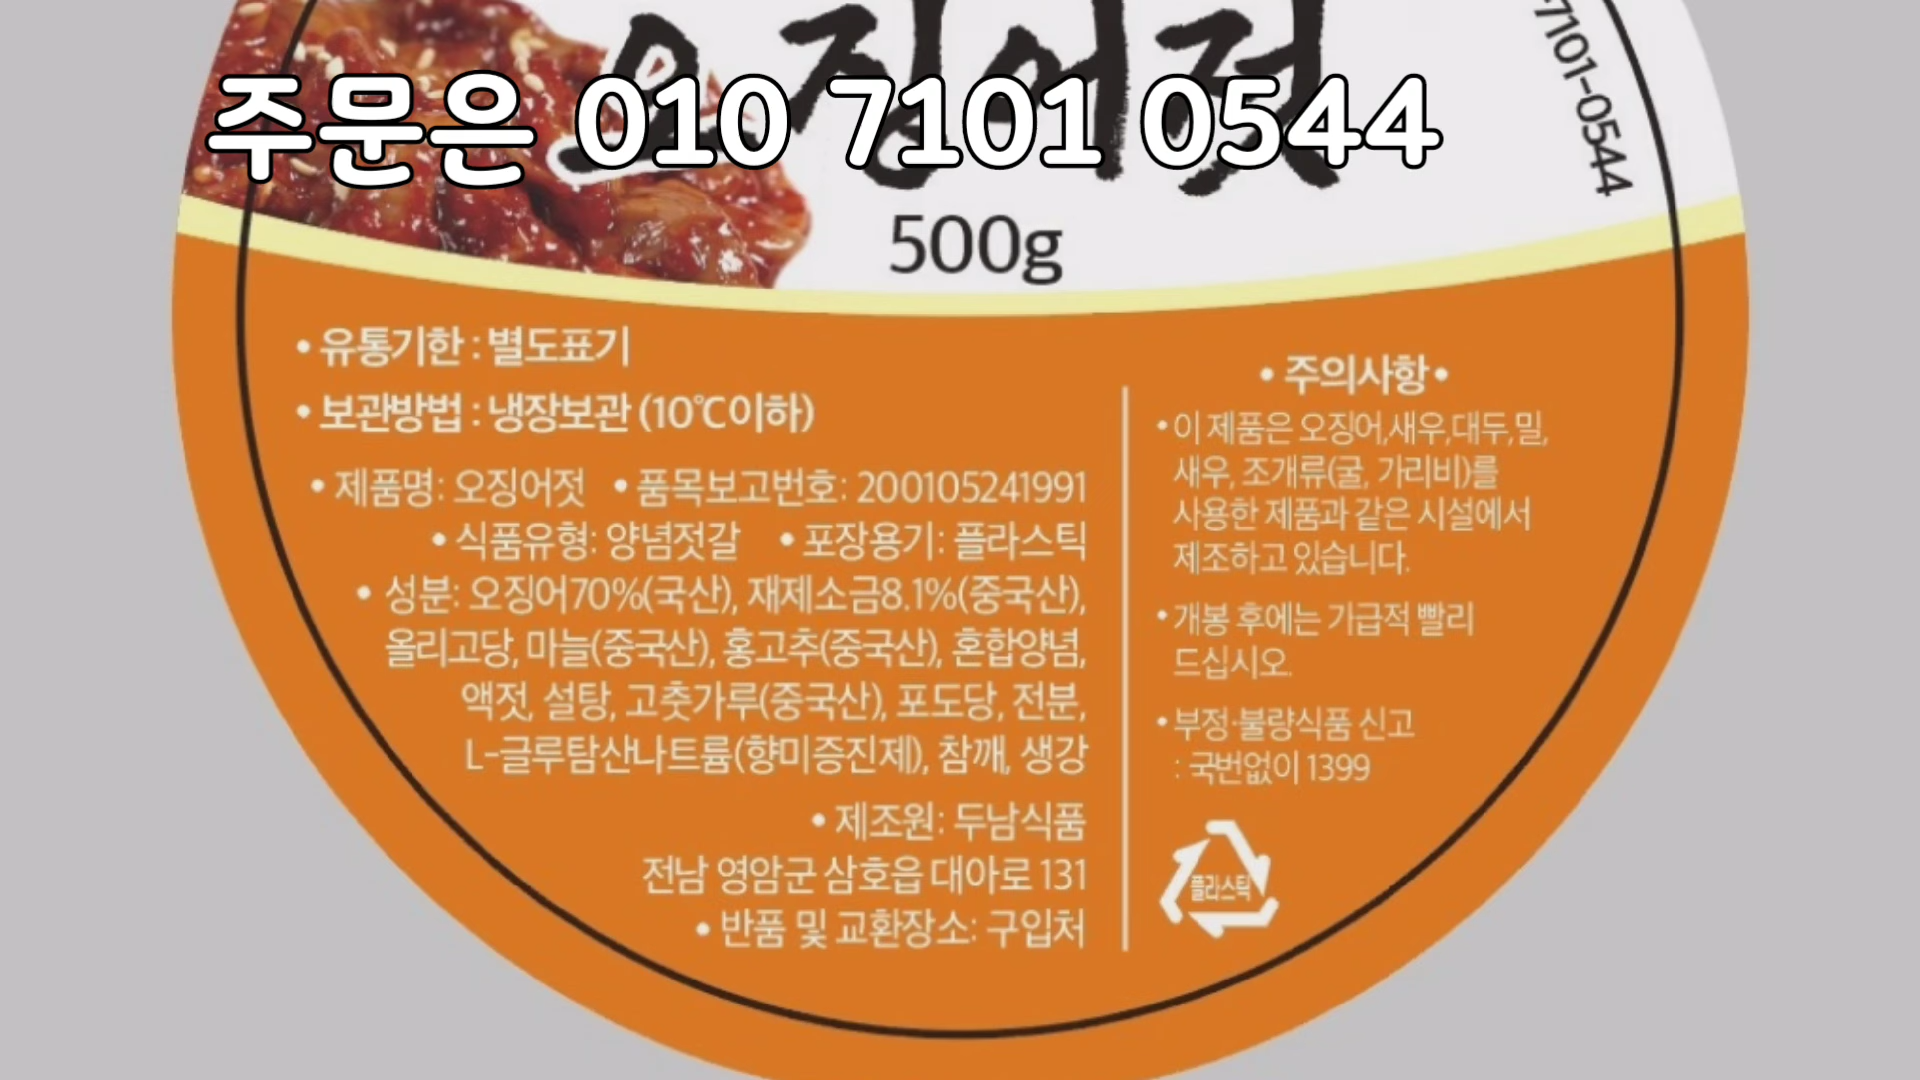 오징어젓
주문은 010 7101 0544
7101-0544
500g
• 유통기한 : 별도표기
• 보관방법 : 냉장보관 (10℃이하)
• 제품명: 오징어젓 • 품목보고번호: 200105241991
• 식품유형: 양념젓갈 • 포장용기: 플라스틱
• 성분: 오징어70%(국산), 재제소금8.1%(중국산),
올리고당, 마늘(중국산), 홍고추(중국산), 혼합양념,
액젓, 설탕, 고춧가루(중국산), 포도당, 전분,
L-글루탐산나트륨(향미증진제), 참깨, 생강
• 제조원: 두남식품
전남 영암군 삼호읍 대아로 131
• 반품 및 교환장소: 구입처
• 주의사항 •
• 이 제품은 오징어,새우,대두,밀,
새우, 조개류(굴, 가리비)를
사용한 제품과 같은 시설에서
제조하고 있습니다.
• 개봉 후에는 가급적 빨리
드십시오.
• 부정·불량식품 신고
: 국번없이 1399
플라스틱